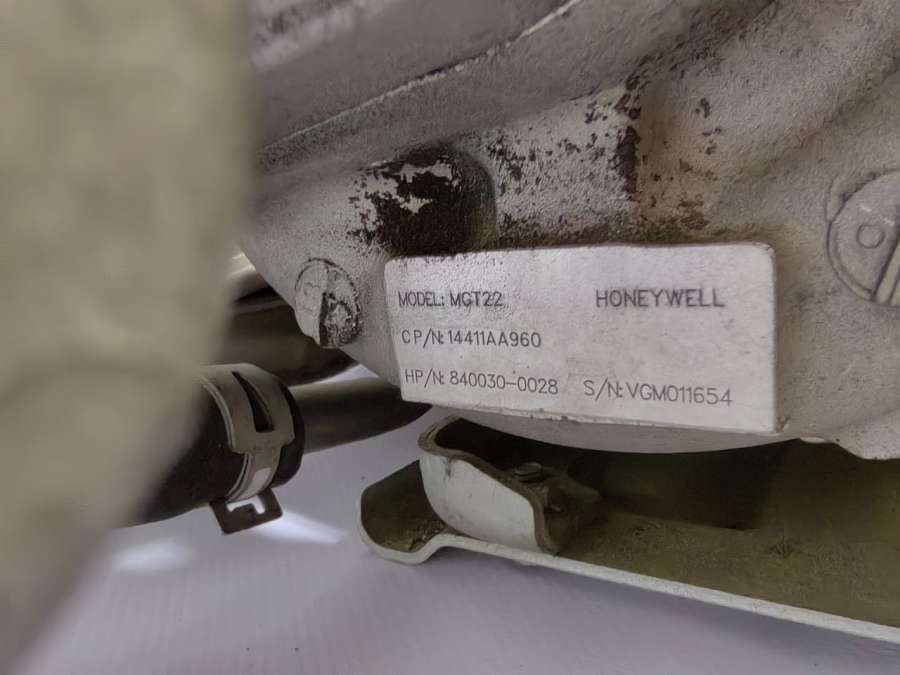 MODEL: MGT22 HONEYWELL
C P/N: 14411AA960
HP/N: 840030-0028 S/N: VGM011654